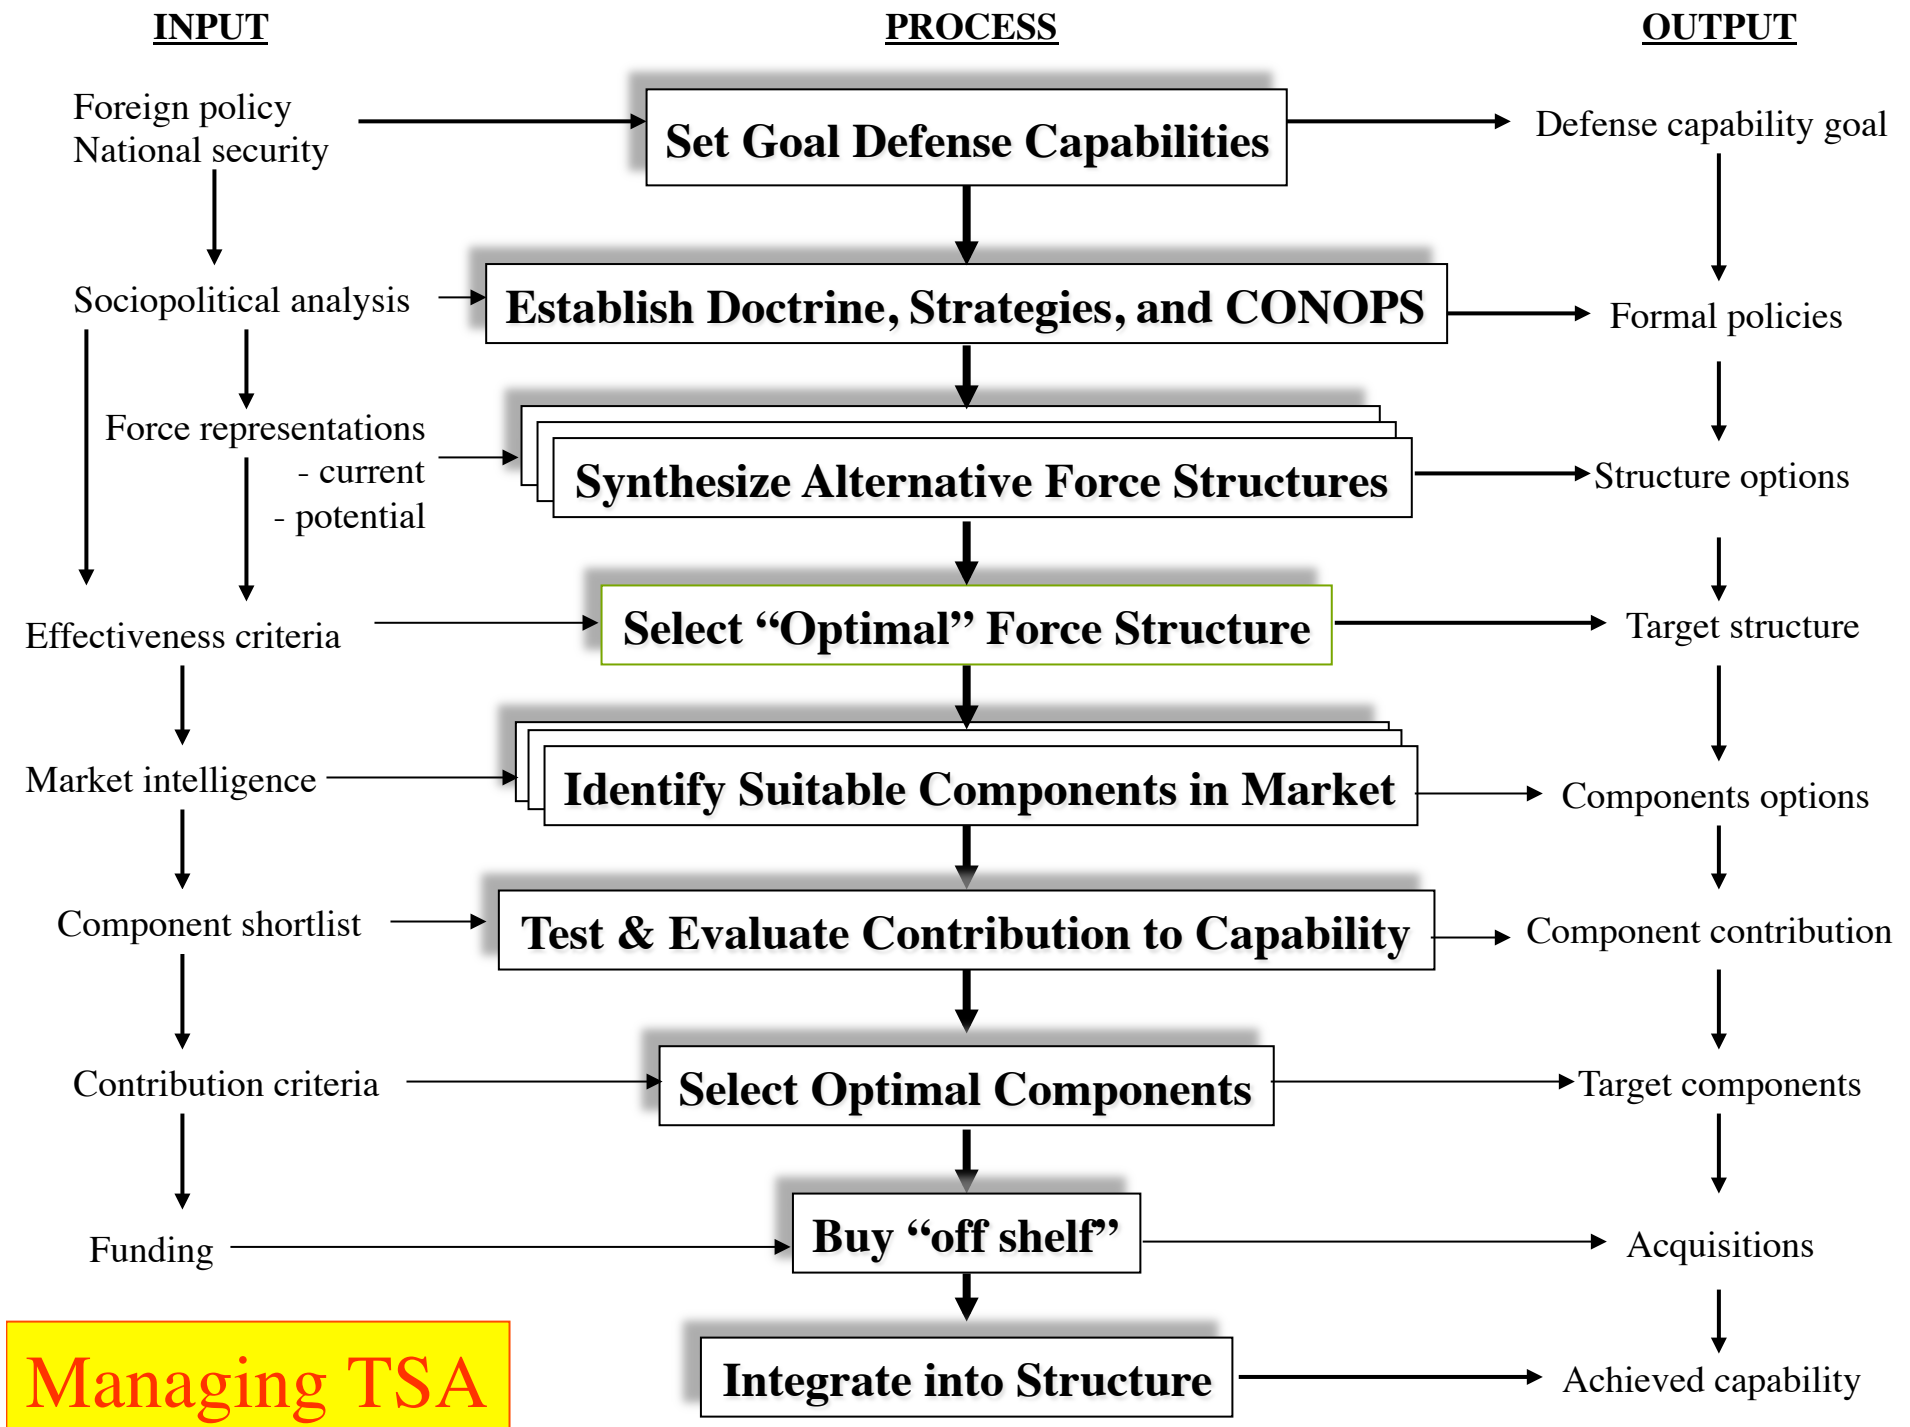 INPUT
PROCESS
OUTPUT
Foreign policy
National security
Set Goal Defense Capabilities
Defense capability goal
Sociopolitical analysis
Establish Doctrine, Strategies, and CONOPS
Formal policies
Force representations
- current
- potential
Synthesize Alternative Force Structures
Structure options
Effectiveness criteria
Select “Optimal” Force Structure
Target structure
Market intelligence
Identify Suitable Components in Market
Components options
Component shortlist
Test & Evaluate Contribution to Capability
Component contribution
Contribution criteria
Select Optimal Components
Target components
Funding
Buy “off shelf”
Acquisitions
Managing TSA
Integrate into Structure
Achieved capability